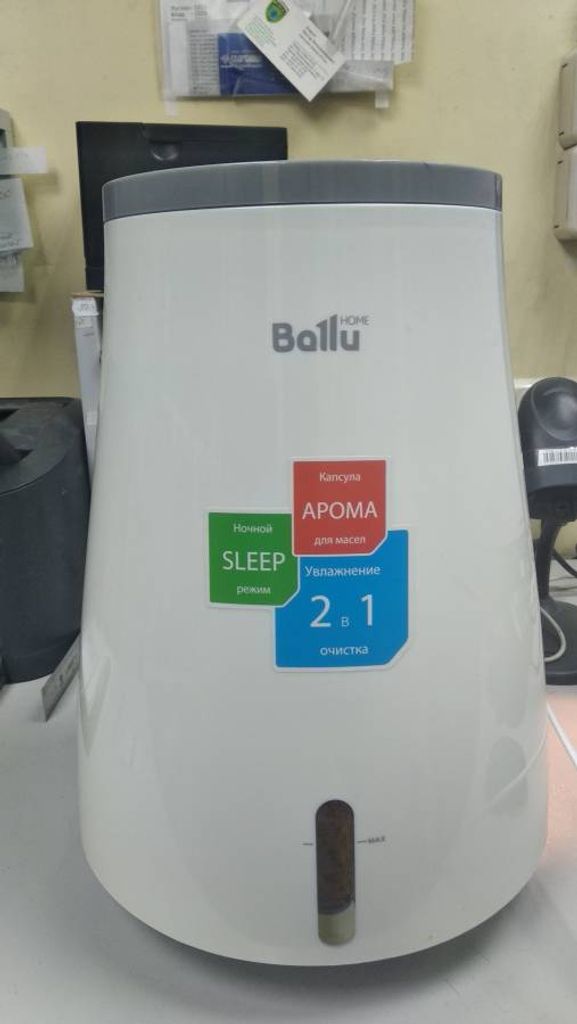 Ballu
HOME
Капсула
АРОМА
для масел
Ночной
SLEEP
режим
Увлажнение
2 в 1
очистка
MAX